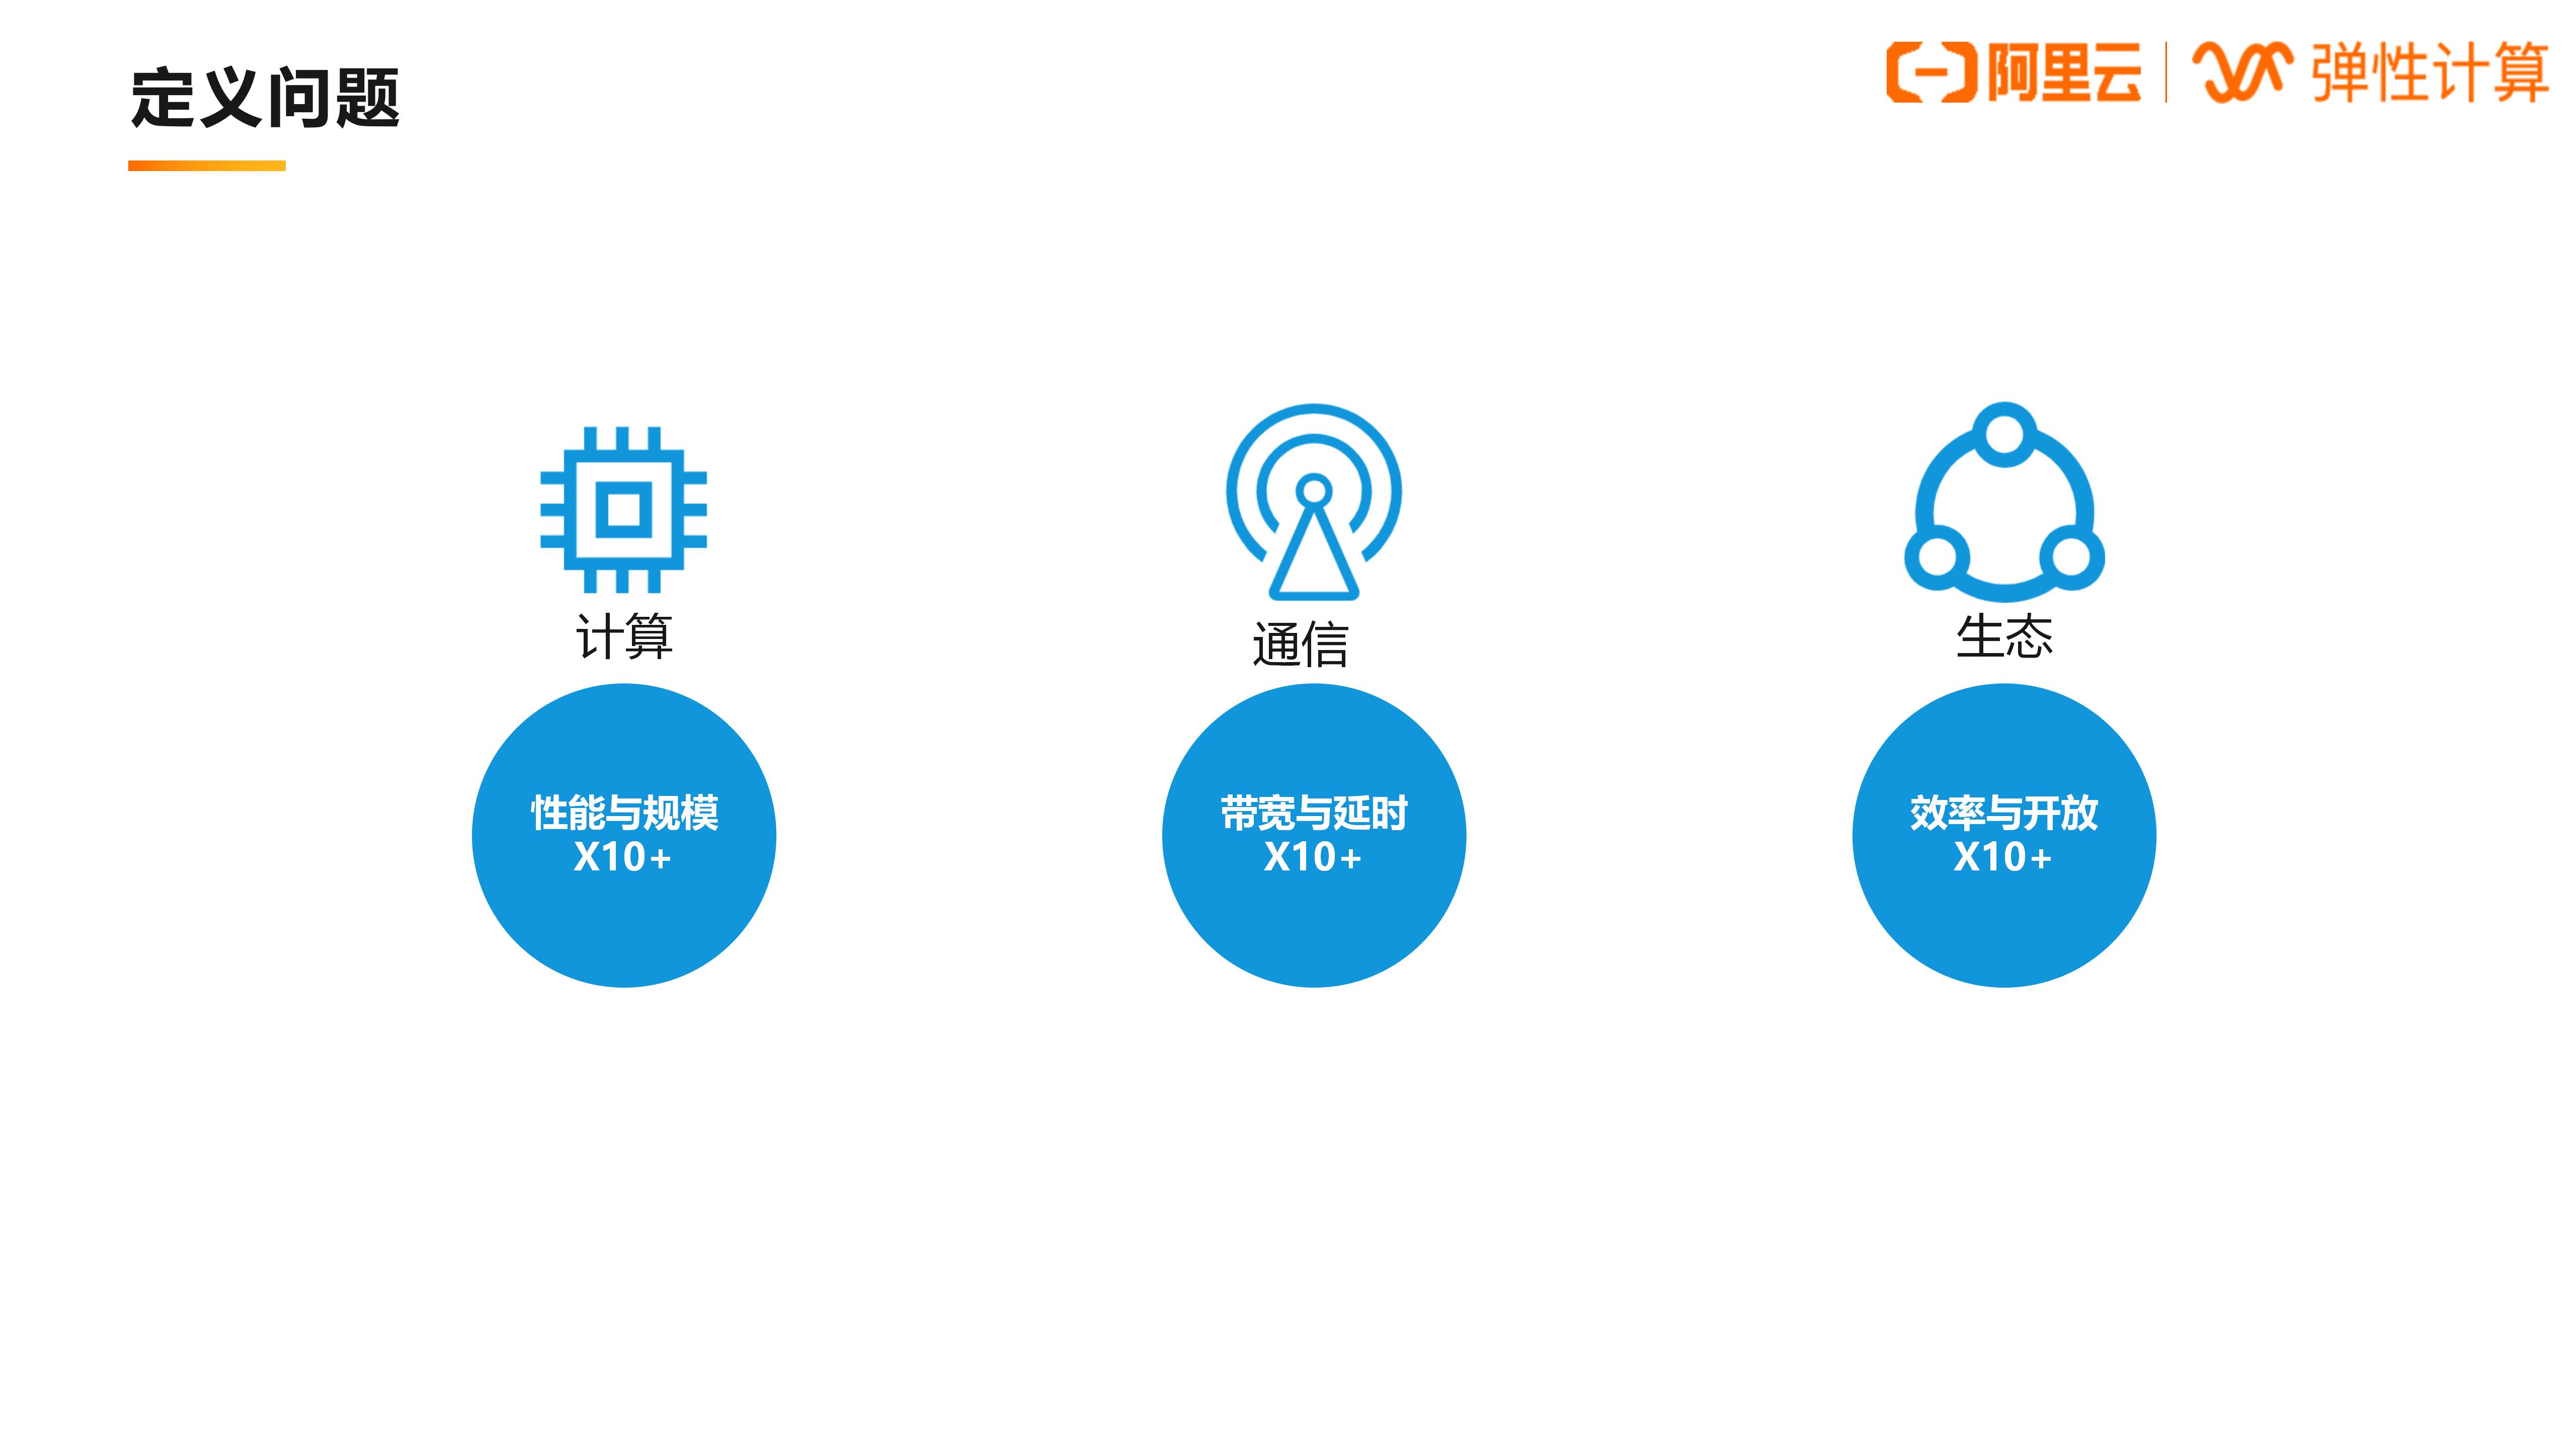 定义问题
阿里云 | 弹性计算
计算
通信
生态
性能与规模
X10+
带宽与延时
X10+
效率与开放
X10+